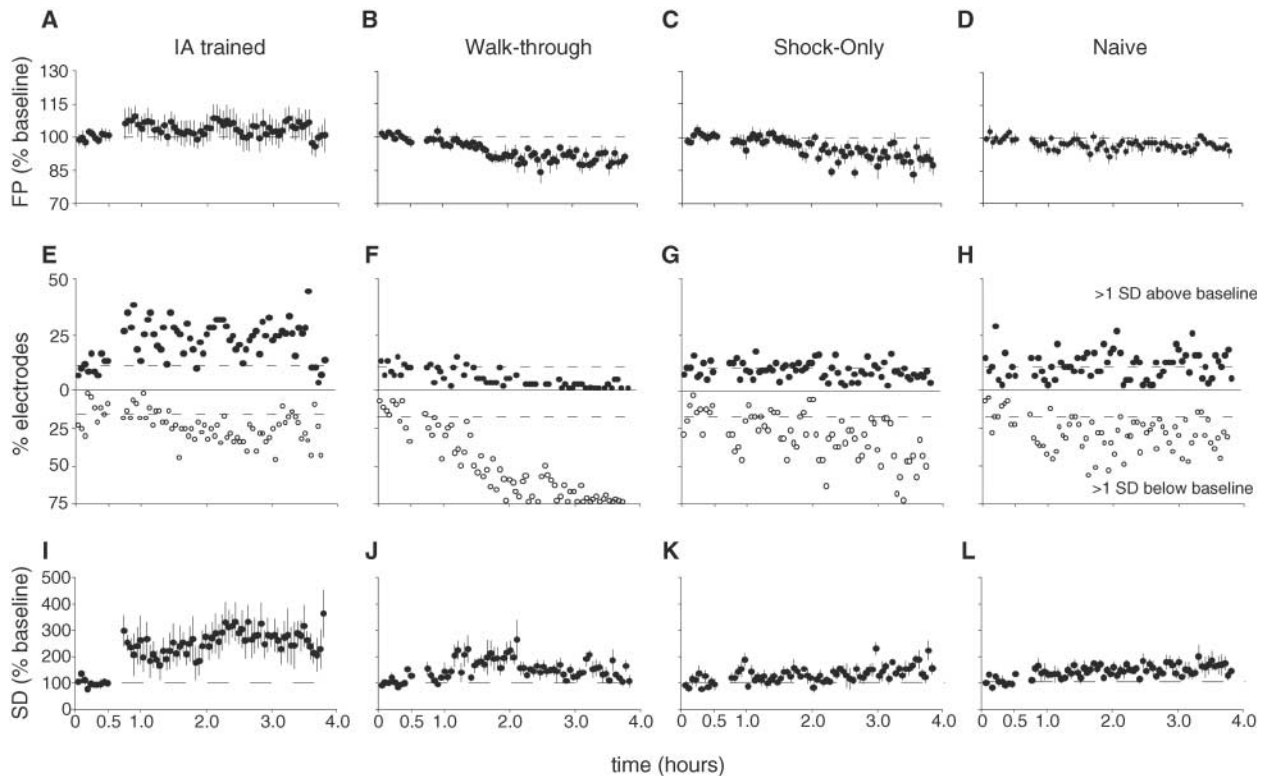 A B C D
IA trained Walk-through Shock-Only Naive
FP (% baseline)
130
115
100
85
70
E F G H
% electrodes
50
25
0
25
50
75
>1 SD above baseline
>1 SD below baseline
I J K L
SD (% baseline)
500
400
300
200
100
0
0 0.5 1.0 2.0 3.0 4.0 0 0.5 1.0 2.0 3.0 4.0 0 0.5 1.0 2.0 3.0 4.0 0 0.5 1.0 2.0 3.0 4.0
time (hours)